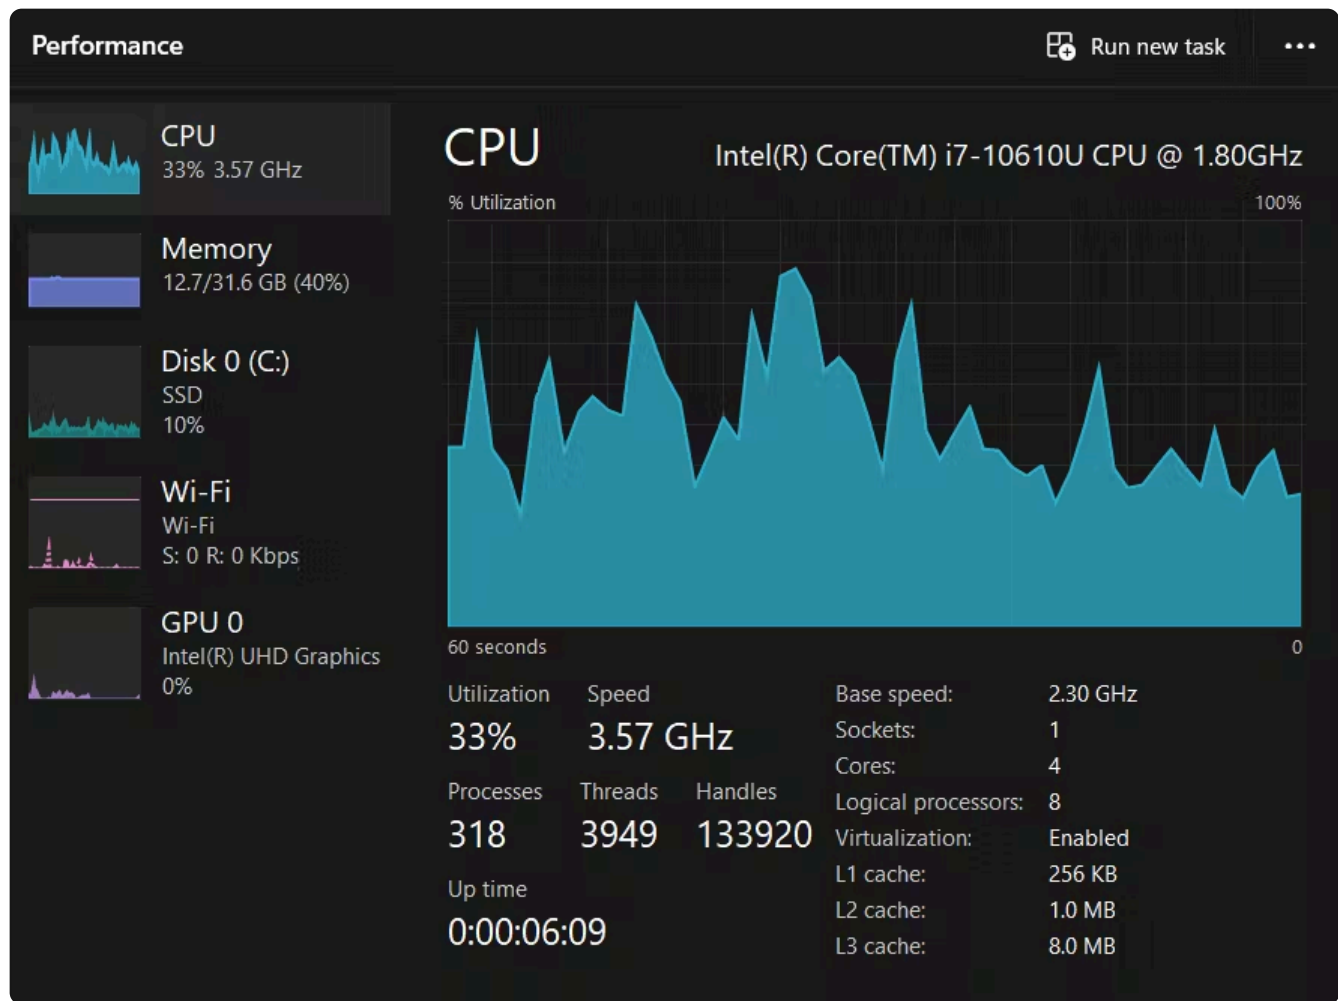 Performance
Run new task
CPU
33% 3.57 GHz
Memory
12.7/31.6 GB (40%)
Disk 0 (C:)
SSD
10%
Wi-Fi
Wi-Fi
S: 0 R: 0 Kbps
GPU 0
Intel(R) UHD Graphics
0%
CPU
Intel(R) Core(TM) i7-10610U CPU @ 1.80GHz
% Utilization
100%
60 seconds
0
Utilization
Speed
33%
3.57 GHz
Processes
Threads
Handles
318
3949
133920
Up time
0:00:06:09
Base speed:
2.30 GHz
Sockets:
1
Cores:
4
Logical processors:
8
Virtualization:
Enabled
L1 cache:
256 KB
L2 cache:
1.0 MB
L3 cache:
8.0 MB